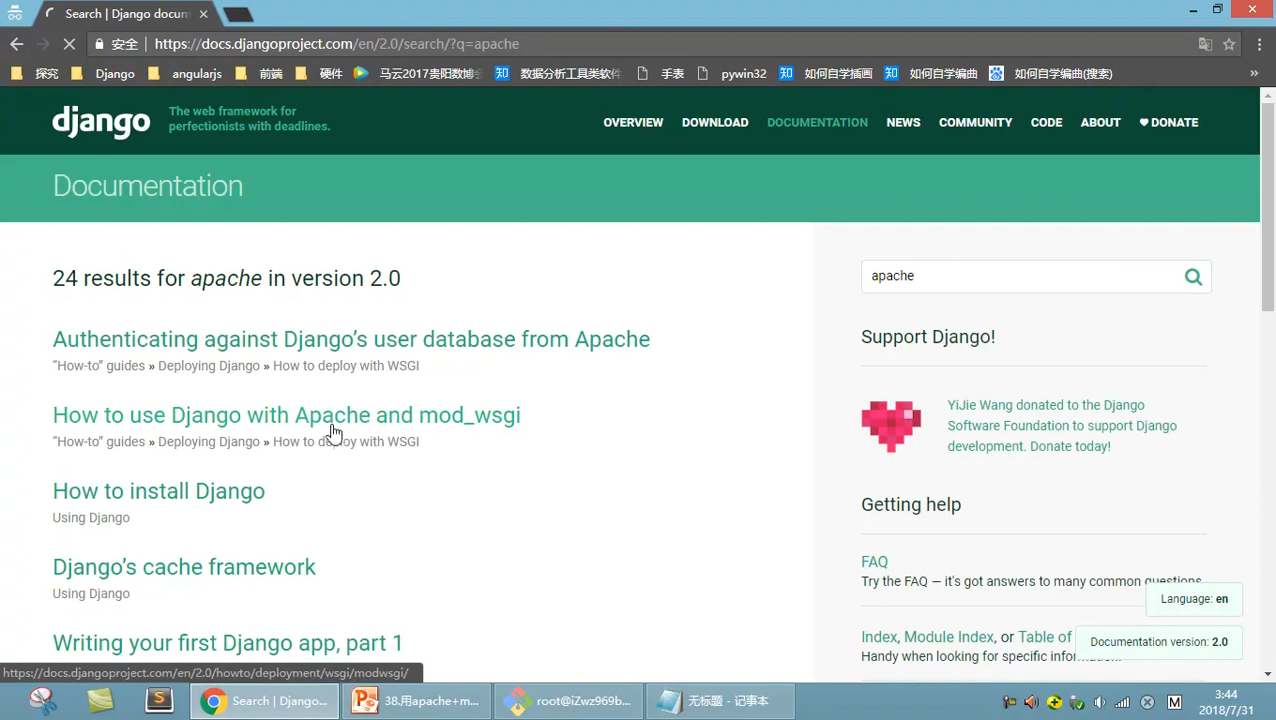 Search | Django docum
安全
https://docs.djangoproject.com/en/2.0/search/?q=apache
探究
Django
angularjs
前端
硬件
马云2017贵阳数博会
知
数据分析工具类软件
手表
pywin32
知
如何自学插画
知
如何自学编曲
如何自学编曲(搜索)
»
django
The web framework for
perfectionists with deadlines.
OVERVIEW
DOWNLOAD
DOCUMENTATION
NEWS
COMMUNITY
CODE
ABOUT
♥ DONATE
Documentation
24 results for apache in version 2.0
Authenticating against Django’s user database from Apache
“How-to” guides » Deploying Django » How to deploy with WSGI
How to use Django with Apache and mod_wsgi
“How-to” guides » Deploying Django » How to deploy with WSGI
How to install Django
Using Django
Django’s cache framework
Using Django
Writing your first Django app, part 1
apache
Support Django!
YiJie Wang donated to the Django
Software Foundation to support Django
development. Donate today!
Getting help
FAQ
Try the FAQ — it's got answers to many common questions.
Language: en
Index, Module Index, or Table of
Handy when looking for specific information.
Documentation version: 2.0
https://docs.djangoproject.com/en/2.0/howto/deployment/wsgi/modwsgi/
S
Search | Django...
38.用apache+m...
root@iZwz969b...
无标题 - 记事本
M
3:44
2018/7/31